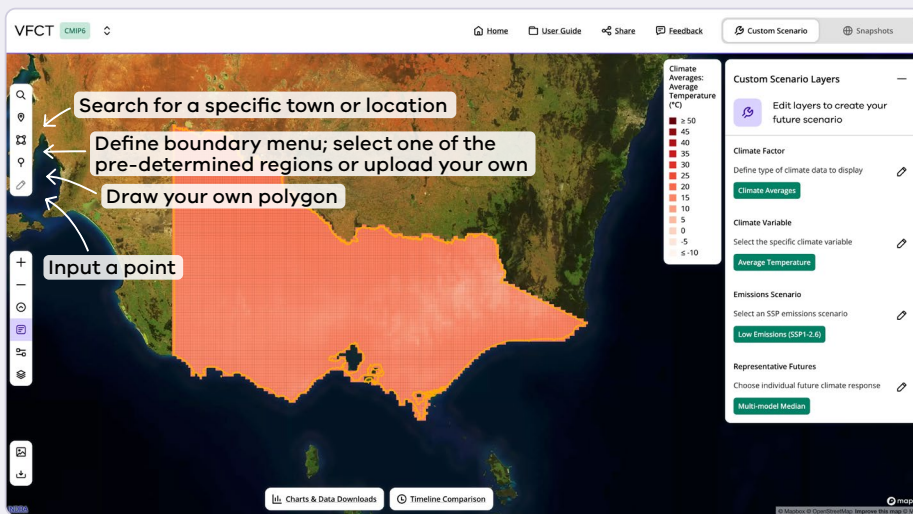 VFCT CMIP6 Home User Guide Share Feedback Custom Scenario Snapshots
Search for a specific town or location
Define boundary menu; select one of the
pre-determined regions or upload your own
Draw your own polygon
Input a point
Climate
Averages:
Average
Temperature
(°C)
≥ 50
45
40
35
30
25
20
15
10
5
0
-5
≤ -10
Custom Scenario Layers
Edit layers to create your
future scenario
Climate Factor
Define type of climate data to display
Climate Averages
Climate Variable
Select the specific climate variable
Average Temperature
Emissions Scenario
Select an SSP emissions scenario
Low Emissions (SSP1-2.6)
Representative Futures
Choose individual future climate response
Multi-model Median
Charts & Data Downloads Timeline Comparison
map
© Mapbox © OpenStreetMap Improve this map © M